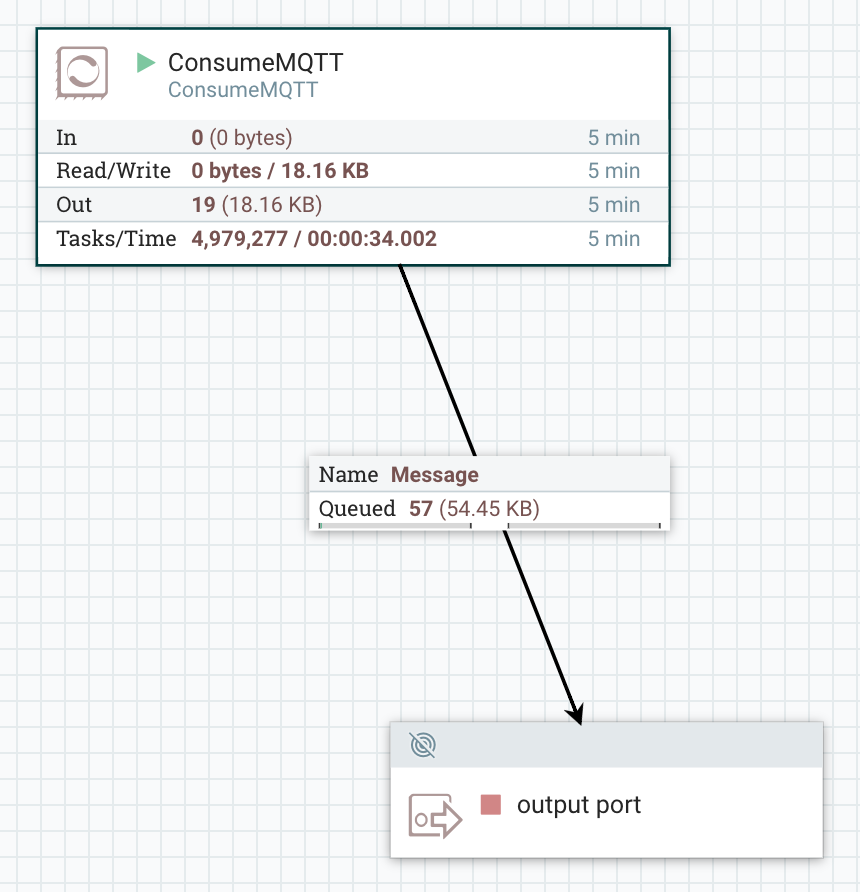 ConsumeMQTT
ConsumeMQTT
In 0 (0 bytes) 5 min
Read/Write 0 bytes / 18.16 KB 5 min
Out 19 (18.16 KB) 5 min
Tasks/Time 4,979,277 / 00:00:34.002 5 min
Name Message
Queued 57 (54.45 KB)
output port